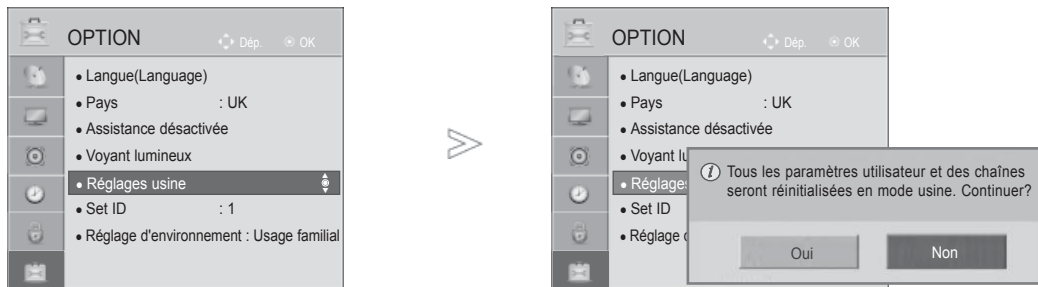 OPTION
Dép. OK
• Langue(Language)
• Pays : UK
• Assistance désactivée
• Voyant lumineux
• Réglages usine
• Set ID : 1
• Réglage d'environnement : Usage familial
OPTION
Dép. OK
• Langue(Language)
• Pays : UK
• Assistance désactivée
• Voyant lu
• Réglages
• Set ID
• Réglage d
Tous les paramètres utilisateur et des chaînes
seront réinitialisées en mode usine. Continuer?
Oui
Non